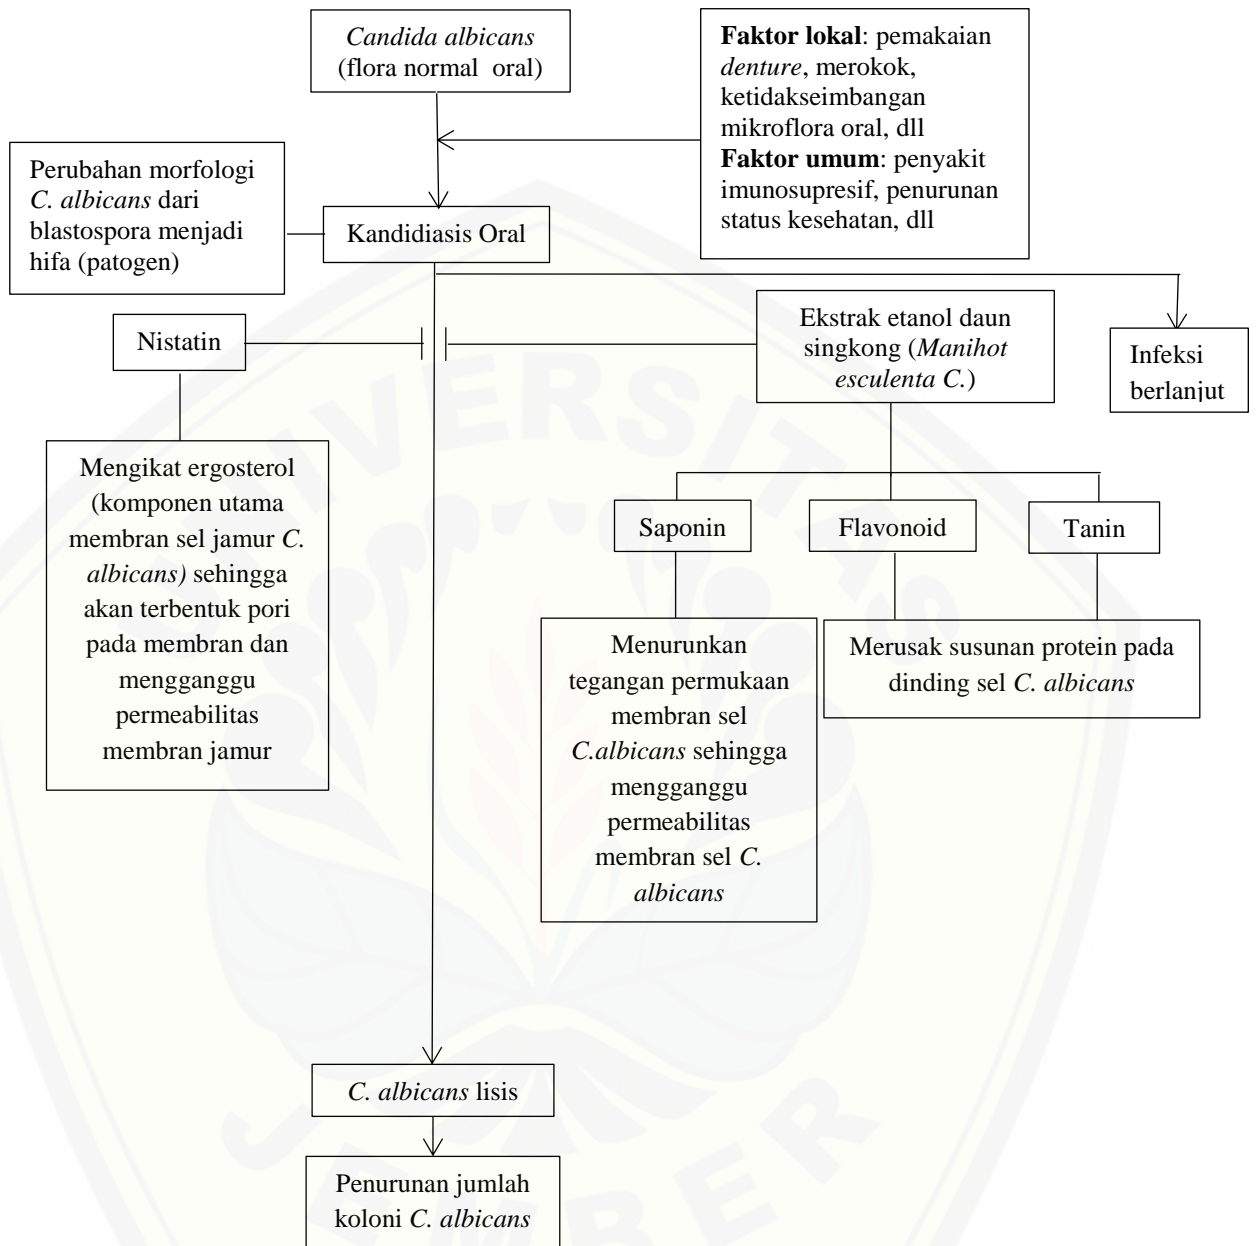 Candida albicans
(flora normal oral)
Faktor lokal: pemakaian
denture, merokok,
ketidakseimbangan
mikroflora oral, dll
Faktor umum: penyakit
imunosupresif, penurunan
status kesehatan, dll
Perubahan morfologi
C. albicans dari
blastospora menjadi
hifa (patogen)
Kandidiasis Oral
Nistatin
Ekstrak etanol daun
singkong (Manihot
esculenta C.)
Infeksi
berlanjut
Mengikat ergosterol
(komponen utama
membran sel jamur C.
albicans) sehingga
akan terbentuk pori
pada membran dan
mengganggu
permeabilitas
membran jamur
Saponin
Flavonoid
Tanin
Menurunkan
tegangan permukaan
membran sel
C.albicans sehingga
mengganggu
permeabilitas
membran sel C.
albicans
Merusak susunan protein pada
dinding sel C. albicans
C. albicans lisis
Penurunan jumlah
koloni C. albicans
UNIVERSITAS
JEMBER